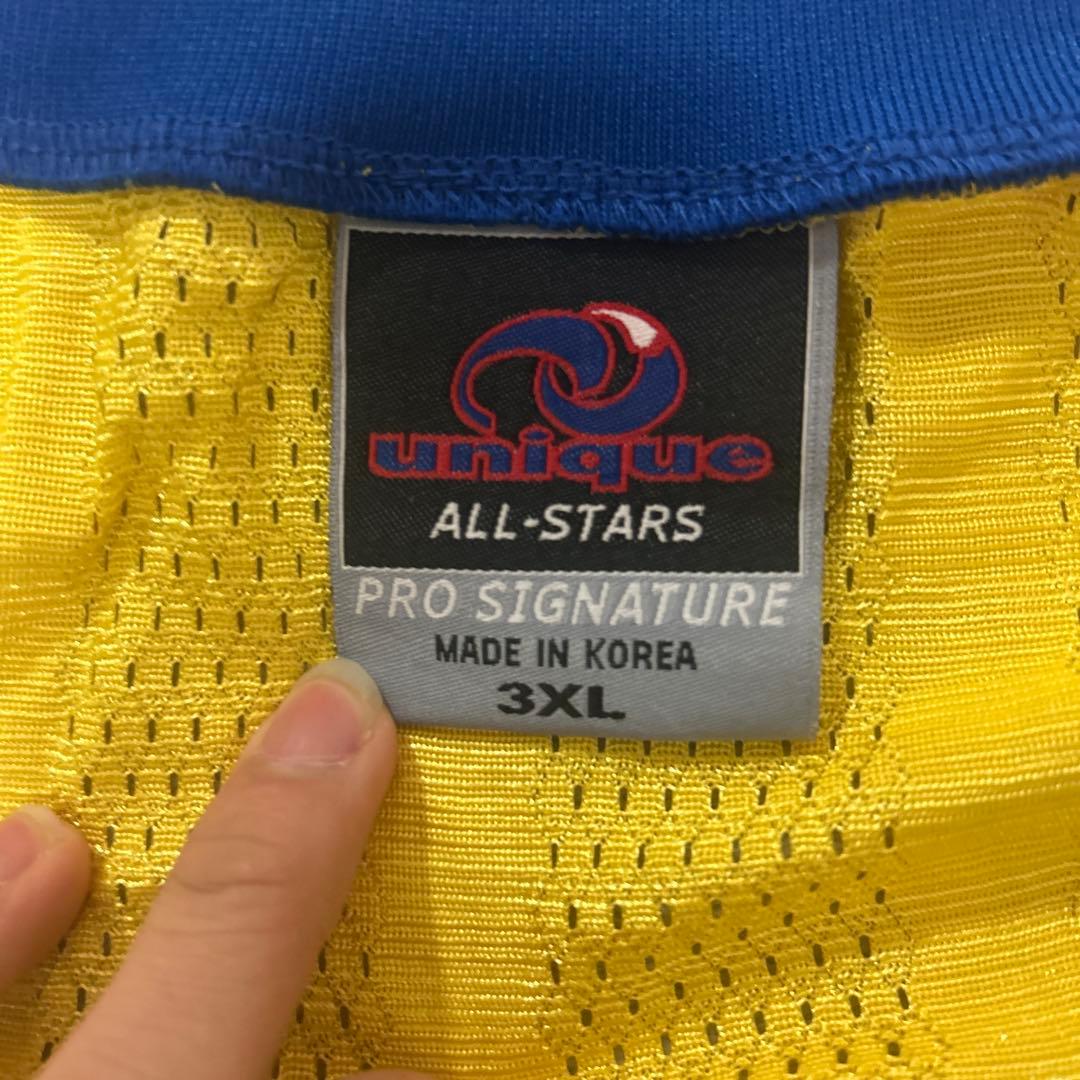 unique
ALL-STARS
PRO SIGNATURE
MADE IN KOREA
3XL